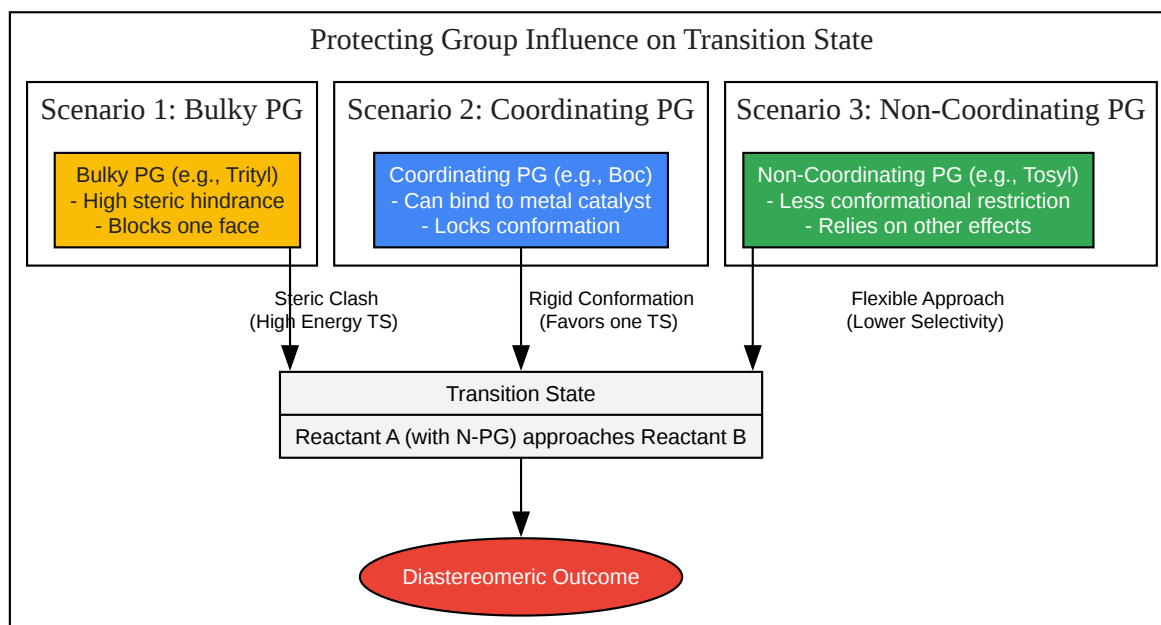 Protecting Group Influence on Transition State
Scenario 1: Bulky PG
Bulky PG (e.g., Trityl)
- High steric hindrance
- Blocks one face
Scenario 2: Coordinating PG
Coordinating PG (e.g., Boc)
- Can bind to metal catalyst
- Locks conformation
Scenario 3: Non-Coordinating PG
Non-Coordinating PG (e.g., Tosyl)
- Less conformational restriction
- Relies on other effects
Steric Clash
(High Energy TS)
Rigid Conformation
(Favors one TS)
Flexible Approach
(Lower Selectivity)
Transition State
Reactant A (with N-PG) approaches Reactant B
Diastereomeric Outcome